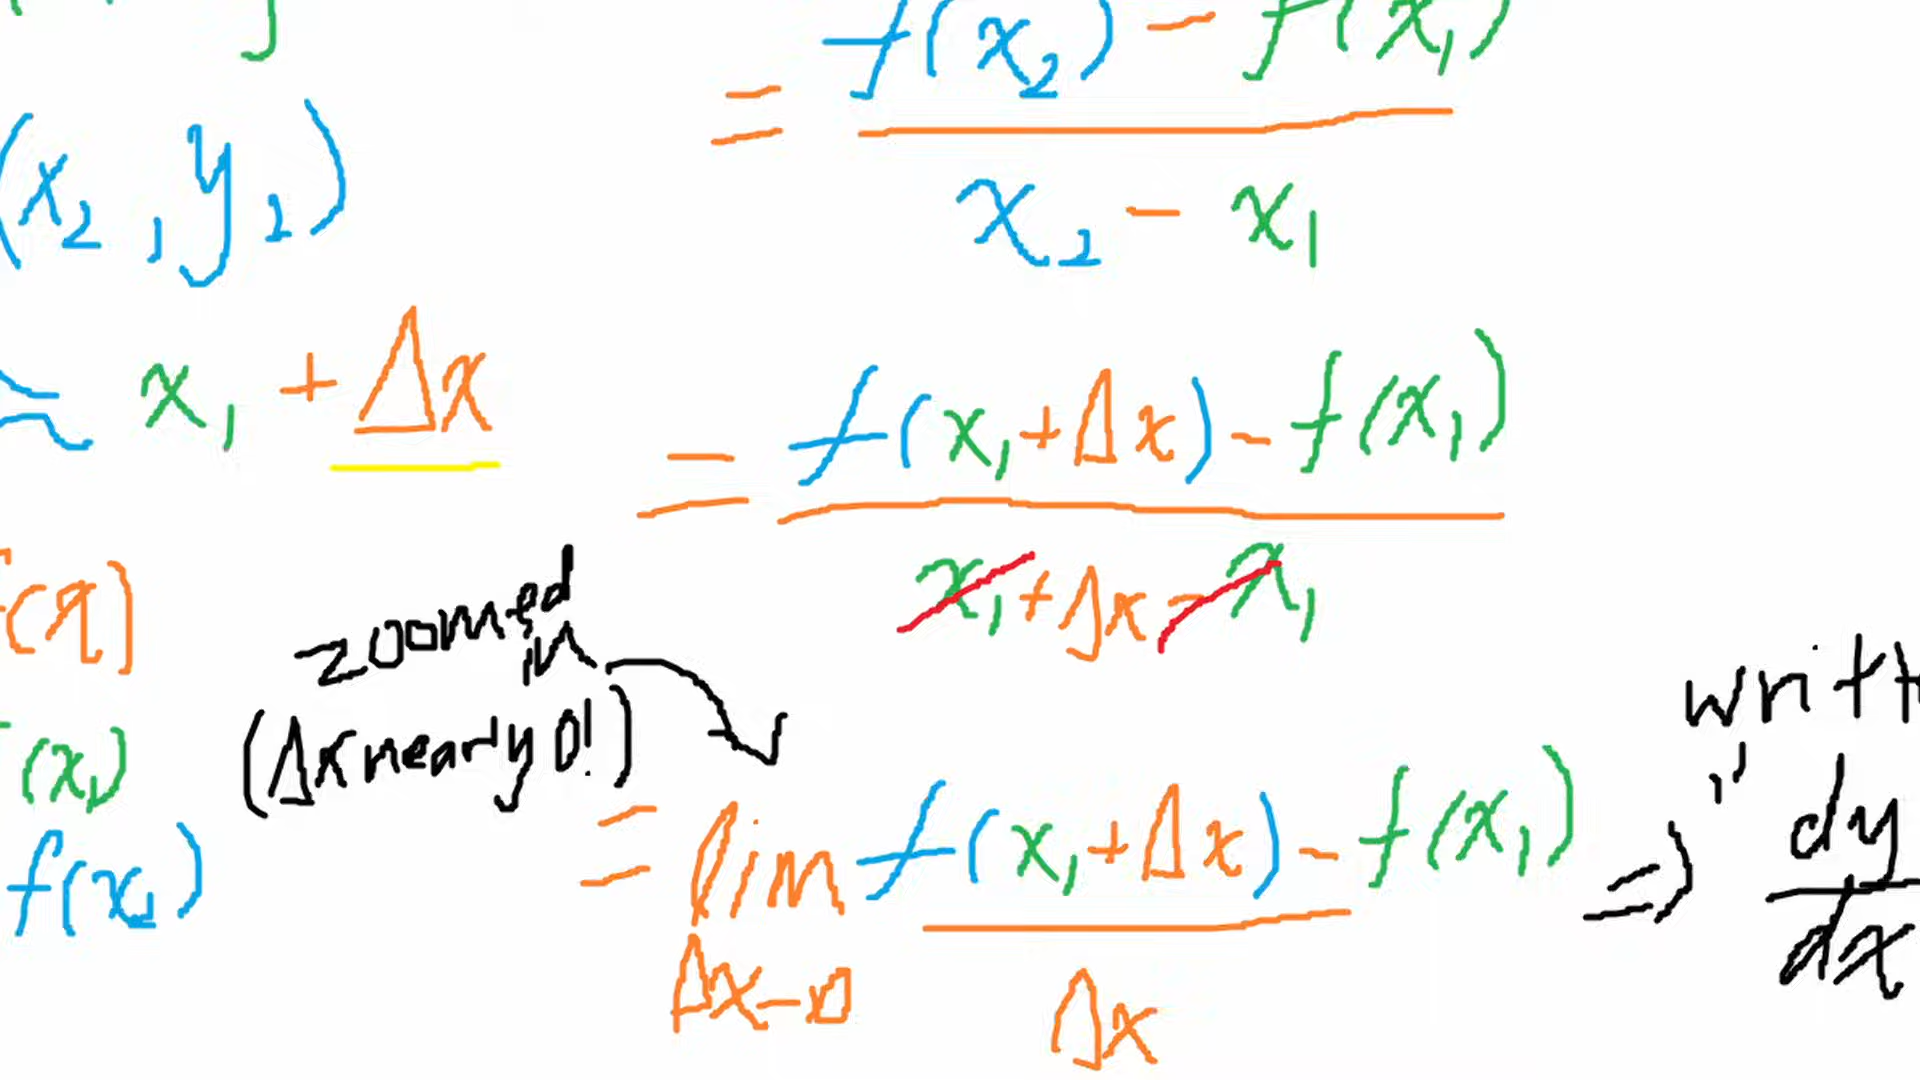 = f(x₂) - f(x₁)
x₂ - x₁
(x₂, y₂)
x₁ + Δx
= f(x₁ + Δx) - f(x₁)
x₁ + Δx - x₁
zoomed
in
(Δx nearly 0!)
(x₁)
f(x₂)
= lim f(x₁ + Δx) - f(x₁)
Δx→0 Δx
⇒ dy
dx